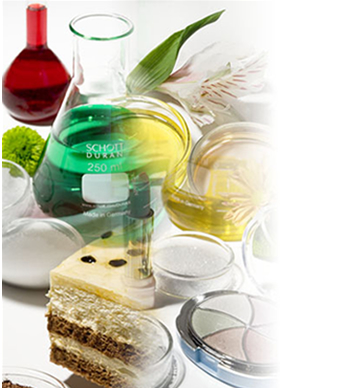 SCHOTT
DURAN
250 ml
Made in Germany